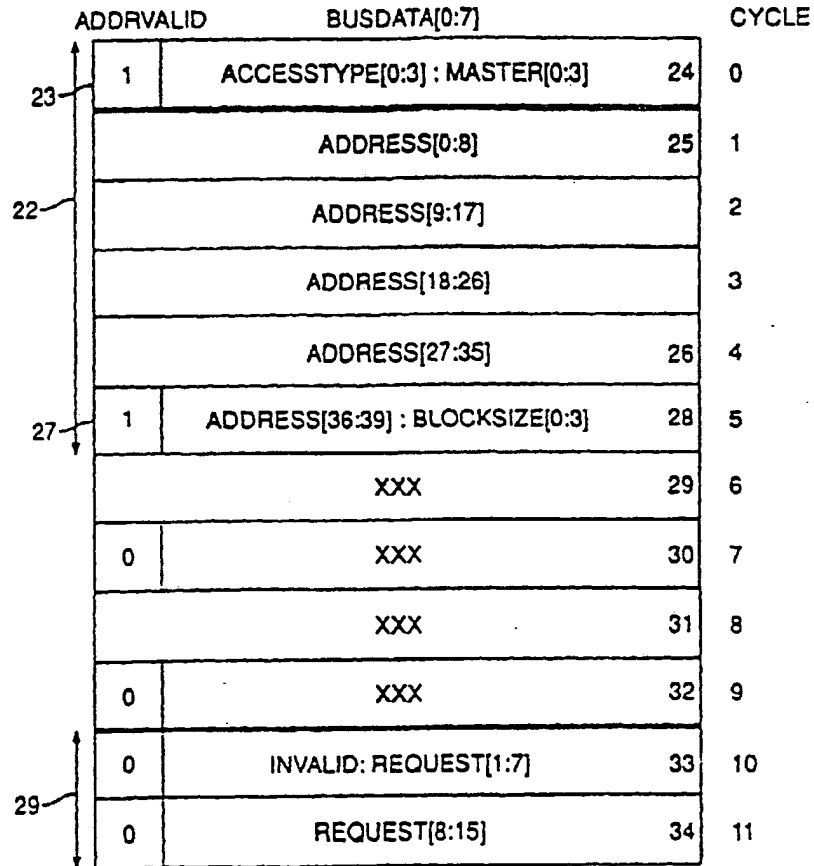 ADDRVALID BUSDATA[0:7] CYCLE
23 1 ACCESSTYPE[0:3] : MASTER[0:3] 24 0
ADDRESS[0:8] 25 1
22 ADDRESS[9:17] 2
ADDRESS[18:26] 3
ADDRESS[27:35] 26 4
27 1 ADDRESS[36:39] : BLOCKSIZE[0:3] 28 5
XXX 29 6
0 XXX 30 7
XXX 31 8
0 XXX 32 9
0 INVALID: REQUEST[1:7] 33 10
29
0 REQUEST[8:15] 34 11